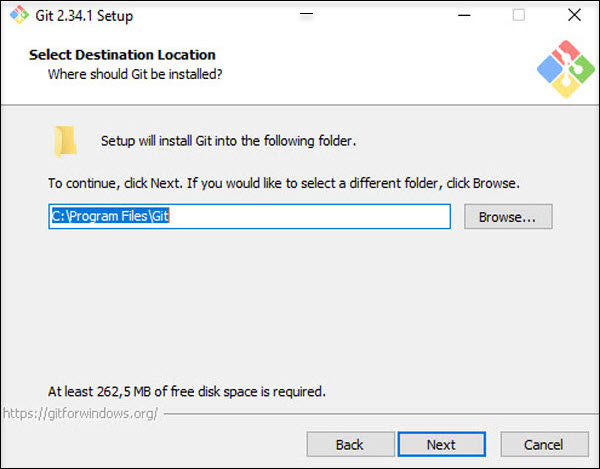 Git 2.34.1 Setup
Select Destination Location
Where should Git be installed?
Setup will install Git into the following folder.
To continue, click Next. If you would like to select a different folder, click Browse.
C:\Program Files\Git
Browse...
At least 262,5 MB of free disk space is required.
https://gitforwindows.org/
Back
Next
Cancel